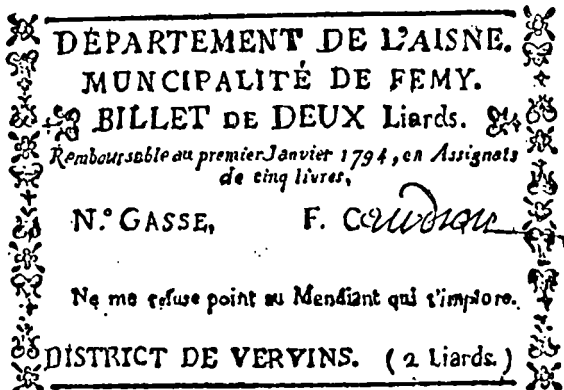 DÉPARTEMENT DE L'AISNE.
MUNCIPALITÉ DE FEMY.
BILLET DE DEUX Liards.
Remboursable au premier Janvier 1794, en Assignats
de cinq livres,
N.º GASSE, F. C
Ne me refuse point au Mendiant qui t'implore.
DISTRICT DE VERVINS. (2 Liards.)